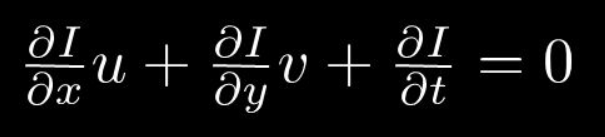 ∂I/∂x u + ∂I/∂y v + ∂I/∂t = 0